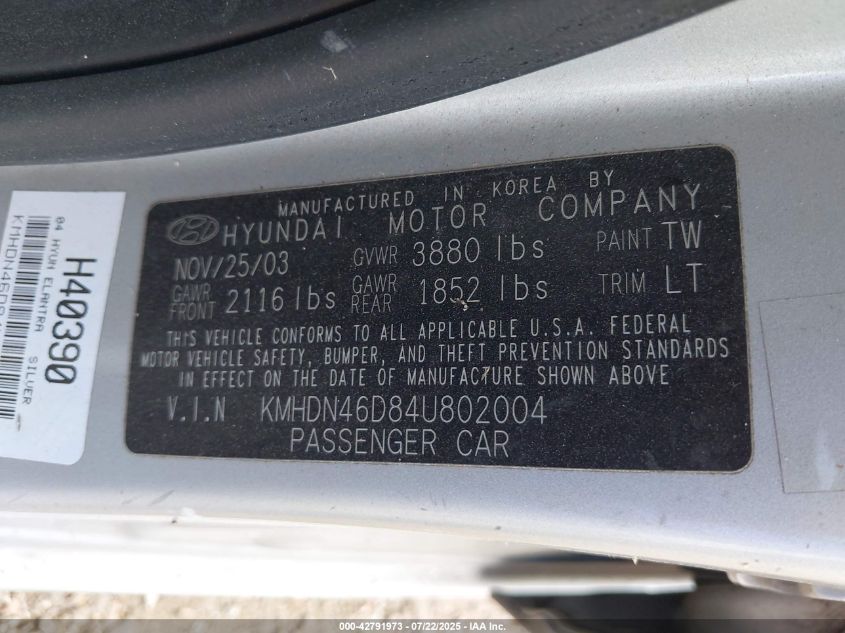 MANUFACTURED IN KOREA BY
HYUNDAI MOTOR COMPANY
NOV/25/03 GVWR 3880 lbs PAINT TW
GAWR FRONT 2116 lbs GAWR REAR 1852 lbs TRIM LT
THIS VEHICLE CONFORMS TO ALL APPLICABLE U.S.A. FEDERAL
MOTOR VEHICLE SAFETY, BUMPER, AND THEFT PREVENTION STANDARDS
IN EFFECT ON THE DATE OF MANUFACTURE SHOWN ABOVE
V.I.N KMHDN46D84U802004
PASSENGER CAR
H40390
04 HYUN ELANTRA SILVER
000-42791973 - 07/22/2025 - IAA Inc.